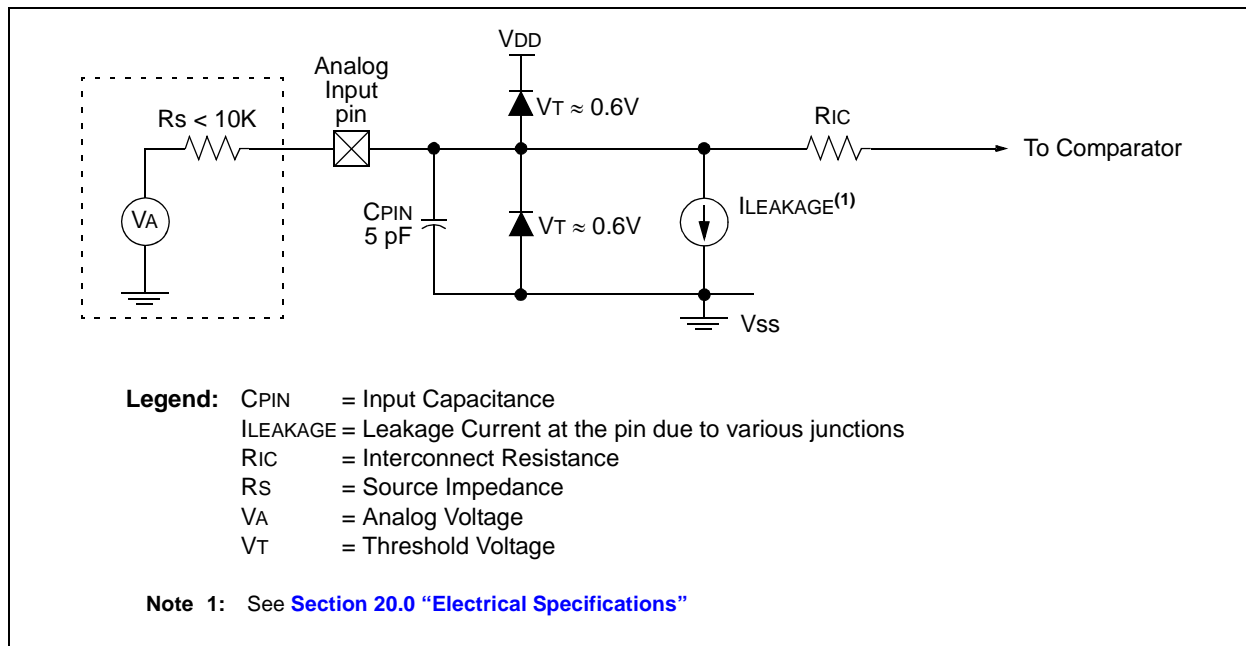 VDD
Analog
Input
pin
Rs < 10K
VT ≈ 0.6V
RIC
To Comparator
VA
CPIN
5 pF
VT ≈ 0.6V
ILEAKAGE(1)
Vss
Legend: CPIN = Input Capacitance
ILEAKAGE = Leakage Current at the pin due to various junctions
RIC = Interconnect Resistance
RS = Source Impedance
VA = Analog Voltage
VT = Threshold Voltage
Note 1: See Section 20.0 “Electrical Specifications”